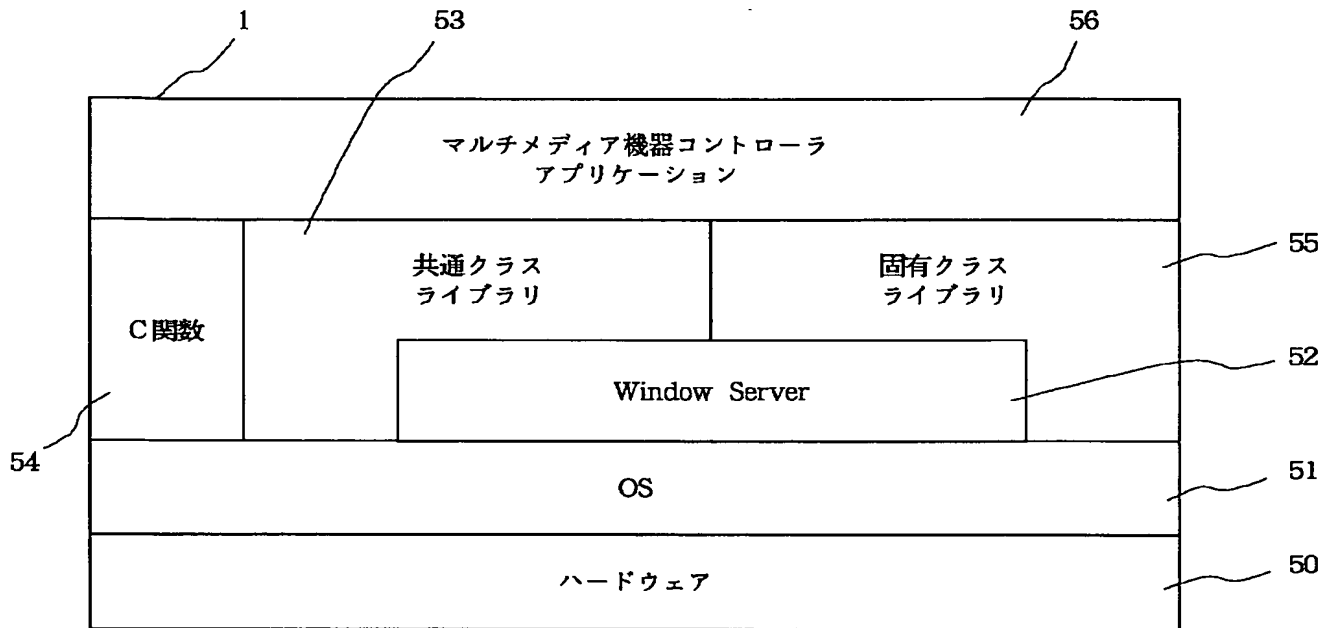 1
53
56
マルチメディア機器コントローラ
アプリケーション
共通クラス
ライブラリ
固有クラス
ライブラリ
55
C関数
Window Server
52
54
OS
51
ハードウェア
50